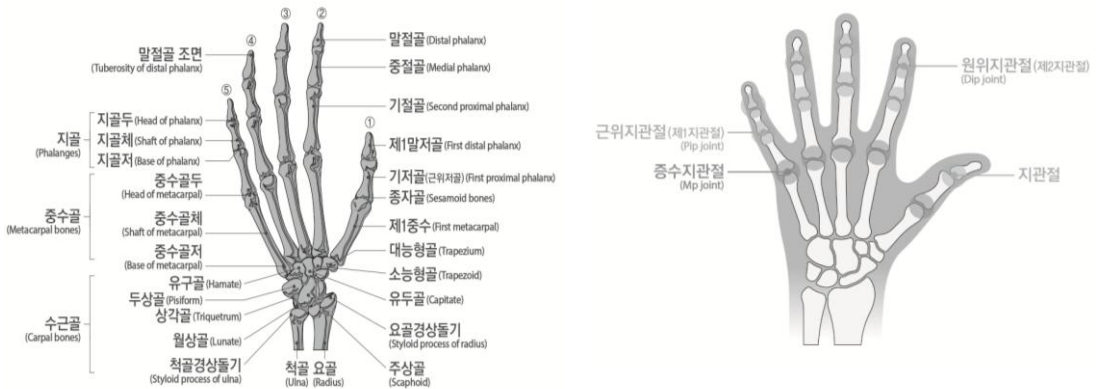 ③
②
④
말절골 (Distal phalanx)
말절골 조면
(Tuberosity of distal phalanx)
중절골 (Medial phalanx)
⑤
기절골 (Second proximal phalanx)
지골두 (Head of phalanx)
①
지골
(Phalanges)
지골체 (Shaft of phalanx)
제1말저골 (First distal phalanx)
지골저 (Base of phalanx)
기저골(근위저골) (First proximal phalanx)
중수골두
(Head of metacarpal)
종자골 (Sesamoid bones)
중수골
(Metacarpal bones)
중수골체
(Shaft of metacarpal)
제1중수 (First metacarpal)
중수골저
(Base of metacarpal)
대능형골 (Trapezium)
유구골 (Hamate)
소능형골 (Trapezoid)
두상골 (Pisiform)
유두골 (Capitate)
수근골
(Carpal bones)
상각골 (Triquetrum)
월상골 (Lunate)
요골경상돌기
(Styloid process of radius)
척골경상돌기
(Styloid process of ulna)
척골
(Ulna)
요골
(Radius)
주상골
(Scaphoid)
원위지관절 (제2지관절)
(Dip joint)
근위지관절 (제1지관절)
(Pip joint)
증수지관절
(Mp joint)
지관절